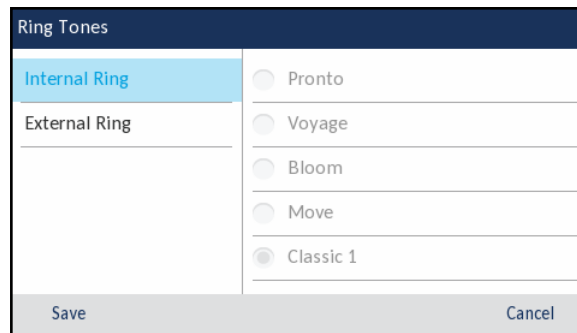 Ring Tones
Internal Ring
External Ring
Pronto
Voyage
Bloom
Move
Classic 1
Save
Cancel